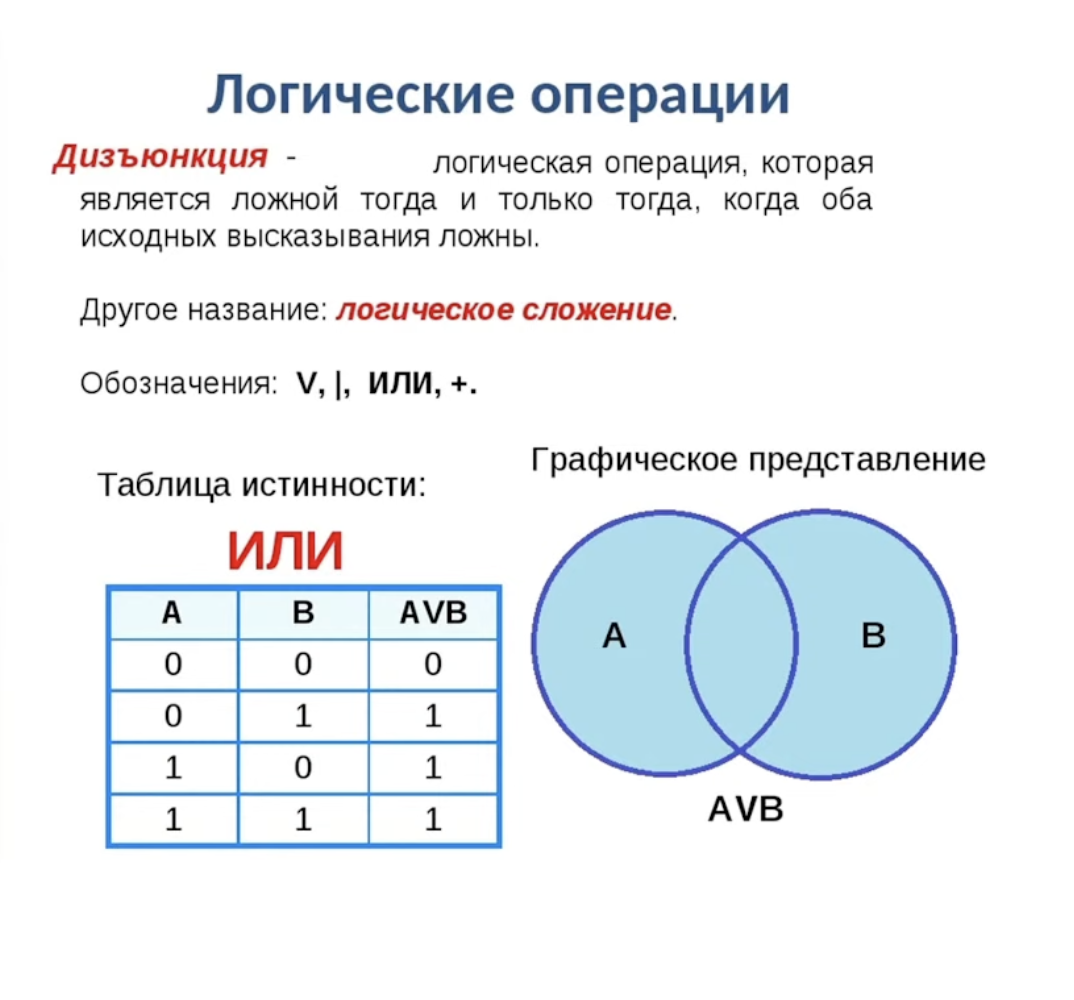 Логические операции
Дизъюнкция - логическая операция, которая
является ложной тогда и только тогда, когда оба
исходных высказывания ложны.
Другое название: логическое сложение.
Обозначения: V, |, ИЛИ, +.
Таблица истинности:
ИЛИ
A B AVB
0 0 0
0 1 1
1 0 1
1 1 1
Графическое представление
A B
AVB